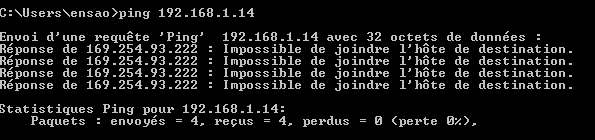 C:\Users\ensao>ping 192.168.1.14
Envoi d'une requête 'Ping'  192.168.1.14 avec 32 octets de données :
Réponse de 169.254.93.222 : Impossible de joindre l'hôte de destination.
Réponse de 169.254.93.222 : Impossible de joindre l'hôte de destination.
Réponse de 169.254.93.222 : Impossible de joindre l'hôte de destination.
Réponse de 169.254.93.222 : Impossible de joindre l'hôte de destination.
Statistiques Ping pour 192.168.1.14:
Paquets : envoyés = 4, reçus = 4, perdus = 0 (perte 0%),